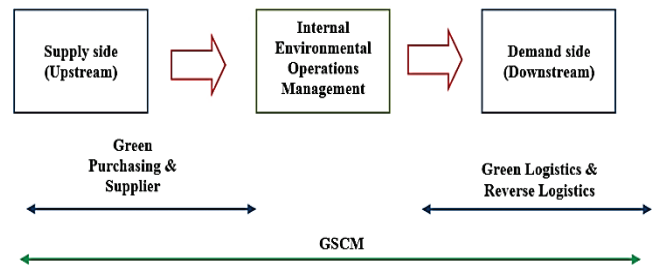 Supply side
(Upstream)
Internal
Environmental
Operations
Management
Demand side
(Downstream)
Green
Purchasing &
Supplier
Green Logistics &
Reverse Logistics
GSCM